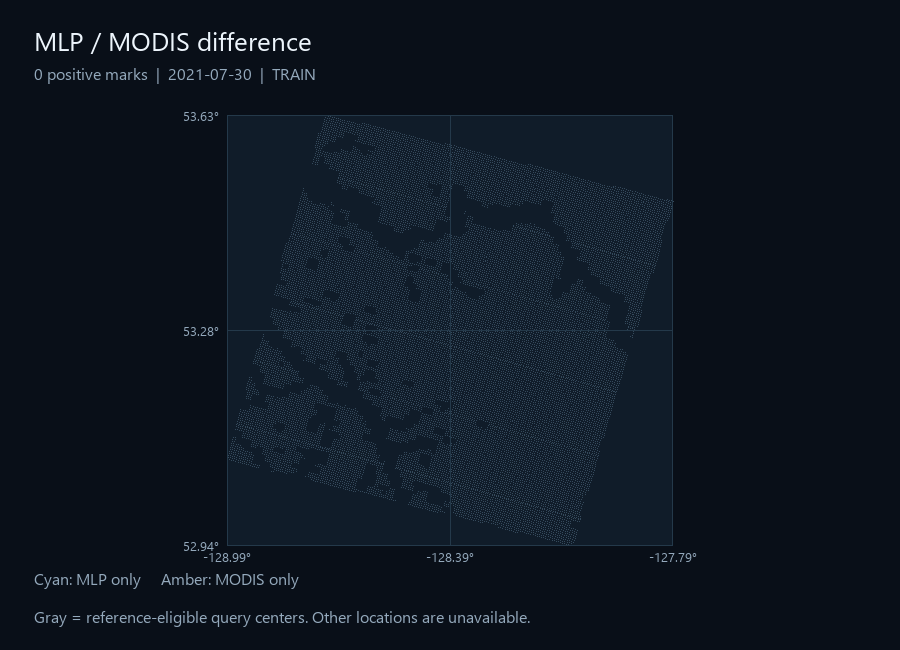 MLP / MODIS difference
0 positive marks | 2021-07-30 | TRAIN
53.63°
53.28°
52.94°
-128.99° -128.39° -127.79°
Cyan: MLP only Amber: MODIS only
Gray = reference-eligible query centers. Other locations are unavailable.